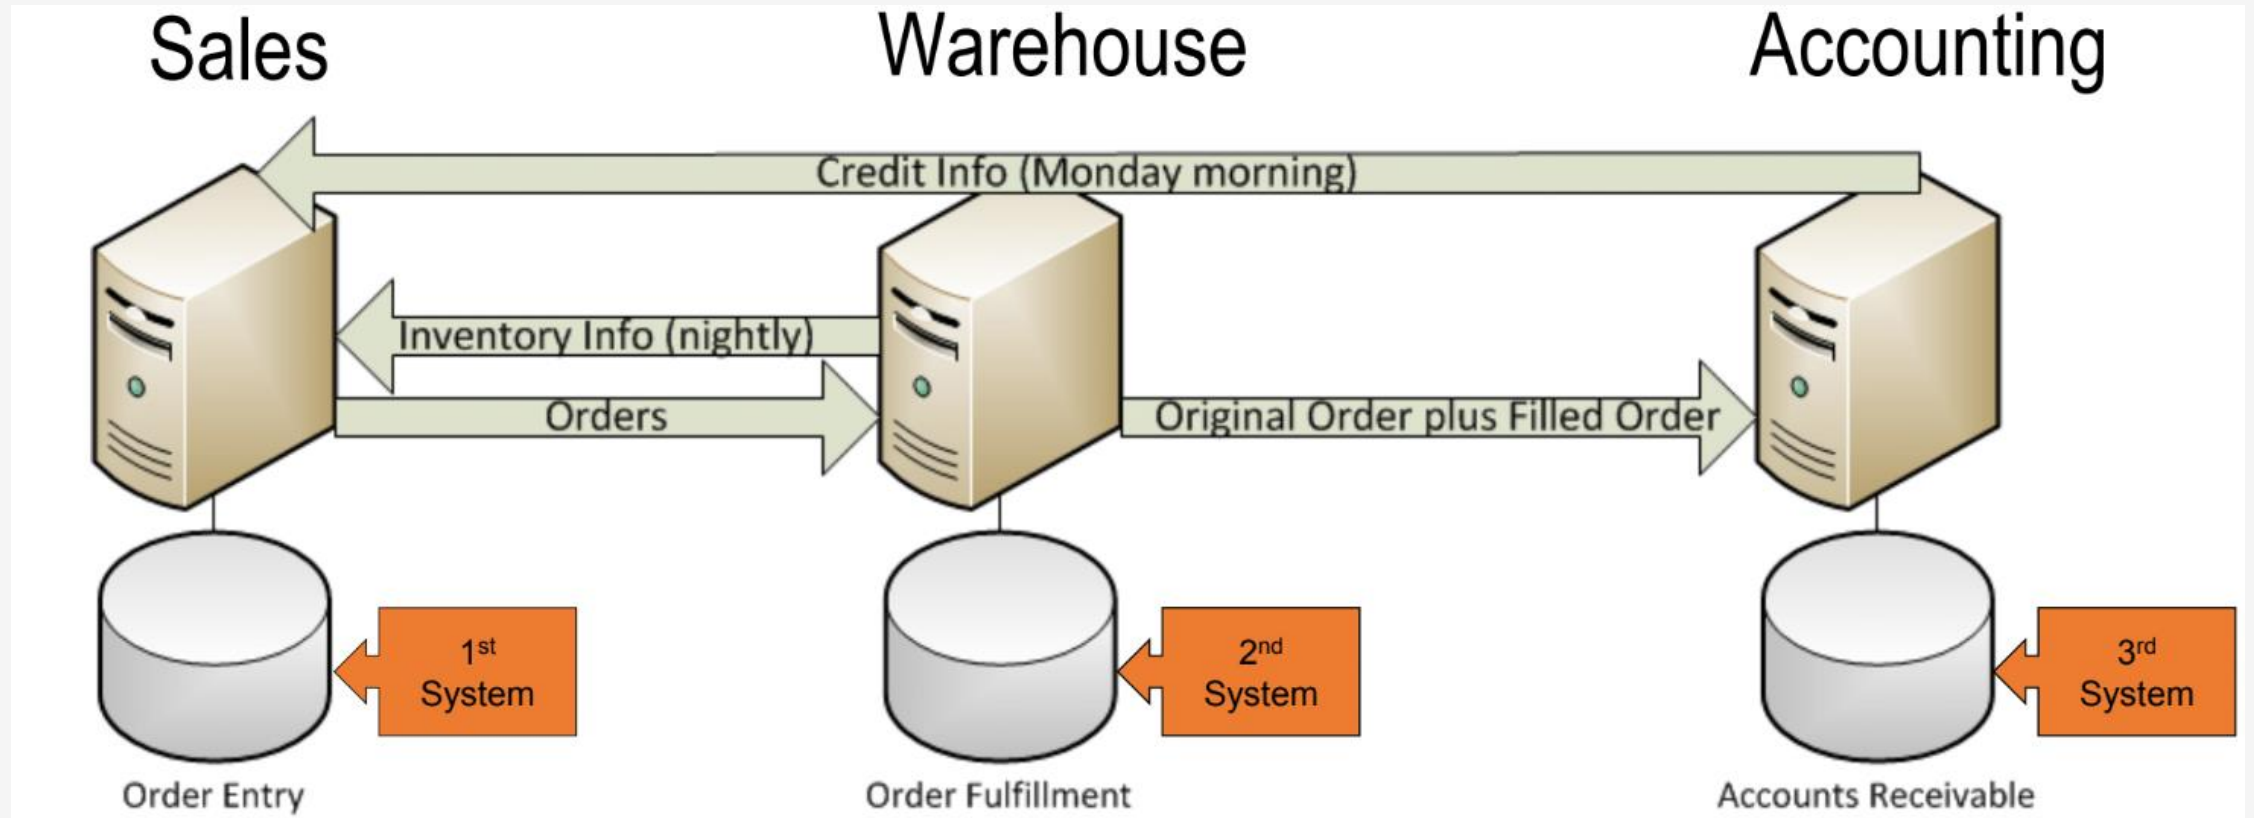 Sales
Warehouse
Accounting
Credit Info (Monday morning)
Inventory Info (nightly)
Orders
Original Order plus Filled Order
1st
System
2nd
System
3rd
System
Order Entry
Order Fulfillment
Accounts Receivable